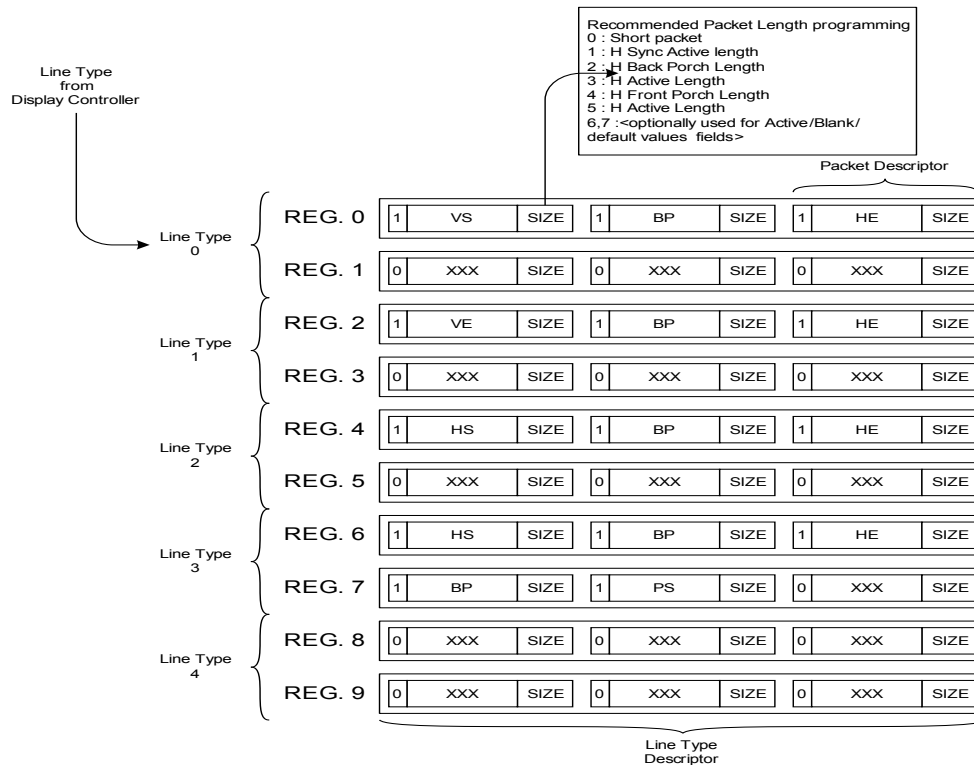 Recommended Packet Length programming
0 : Short packet
1 : H Sync Active length
2 : H Back Porch Length
3 : H Active Length
4 : H Front Porch Length
5 : H Active Length
6,7 :<optionally used for Active/Blank/
default values fields>
Line Type
from
Display Controller
Packet Descriptor
Line Type
0
REG. 0 1 VS SIZE 1 BP SIZE 1 HE SIZE
REG. 1 0 XXX SIZE 0 XXX SIZE 0 XXX SIZE
Line Type
1
REG. 2 1 VE SIZE 1 BP SIZE 1 HE SIZE
REG. 3 0 XXX SIZE 0 XXX SIZE 0 XXX SIZE
Line Type
2
REG. 4 1 HS SIZE 1 BP SIZE 1 HE SIZE
REG. 5 0 XXX SIZE 0 XXX SIZE 0 XXX SIZE
Line Type
3
REG. 6 1 HS SIZE 1 BP SIZE 1 HE SIZE
REG. 7 1 BP SIZE 1 PS SIZE 0 XXX SIZE
Line Type
4
REG. 8 0 XXX SIZE 0 XXX SIZE 0 XXX SIZE
REG. 9 0 XXX SIZE 0 XXX SIZE 0 XXX SIZE
Line Type
Descriptor